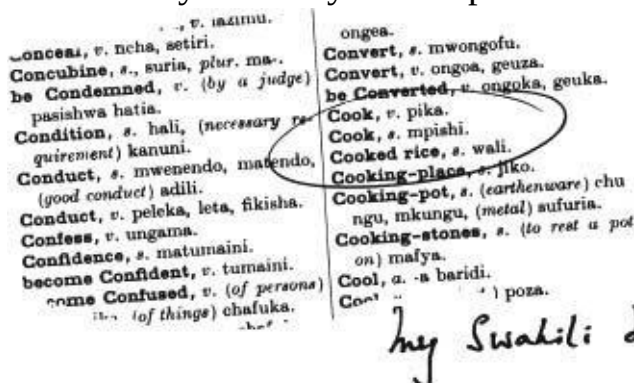 v.
Conceal, v. ncha, setiri.
Concubine, s., suria, plur. ma-.
be Condemned, v. (by a judge)
pasishwa hatia.
Condition, s. hali, (necessary re-
quirement) kanuni.
Conduct, s. mwenendo, matendo,
(good conduct) adili.
Conduct, v. peleka, leta, fikisha.
Confess, v. ungama.
Confidence, s. matumaini.
become Confident, v. tumaini.
Confused, v. (of persons)
(of things) chafuka.
ongea.
Convert, s. mwongofu.
Convert, v. ongoa, geuza.
be Converted, v. ongoka, geuka.
Cook, v. pika.
Cook, s. mpishi.
Cooked rice, s. wali.
Cooking-place, s. jiko.
Cooking-pot, s. (earthenware) chu
ngu, mkungu, (metal) sufuria.
Cooking-stones, s. (to rest a pot
on) mafya.
Cool, a. -a baridi.
poza.
my Swahili